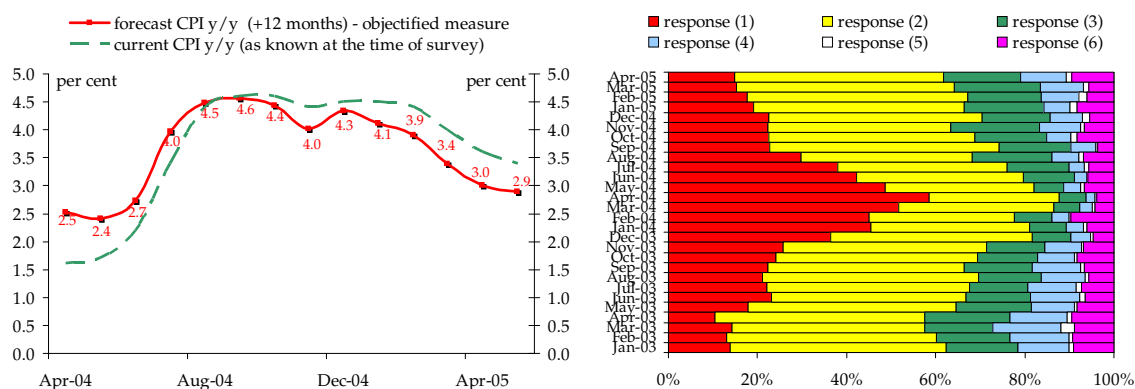 forecast CPI y/y (+12 months) - objectified measure
current CPI y/y (as known at the time of survey)
per cent
per cent
5.0
4.5
4.0
3.5
3.0
2.5
2.0
1.5
1.0
0.5
0.0
5.0
4.5
4.0
3.5
3.0
2.5
2.0
1.5
1.0
0.5
0.0
2.5
2.4
2.7
4.0
4.5
4.6
4.4
4.0
4.3
4.1
3.9
3.4
3.0
2.9
Apr-04 Aug-04 Dec-04 Apr-05
response (1) response (2) response (3)
response (4) response (5) response (6)
Apr-05
Mar-05
Feb-05
Jan-05
Dec-04
Nov-04
Oct-04
Sep-04
Aug-04
Jul-04
Jun-04
May-04
Apr-04
Mar-04
Feb-04
Jan-04
Dec-03
Nov-03
Oct-03
Sep-03
Aug-03
Jul-03
Jun-03
May-03
Apr-03
Mar-03
Feb-03
Jan-03
0% 20% 40% 60% 80% 100%